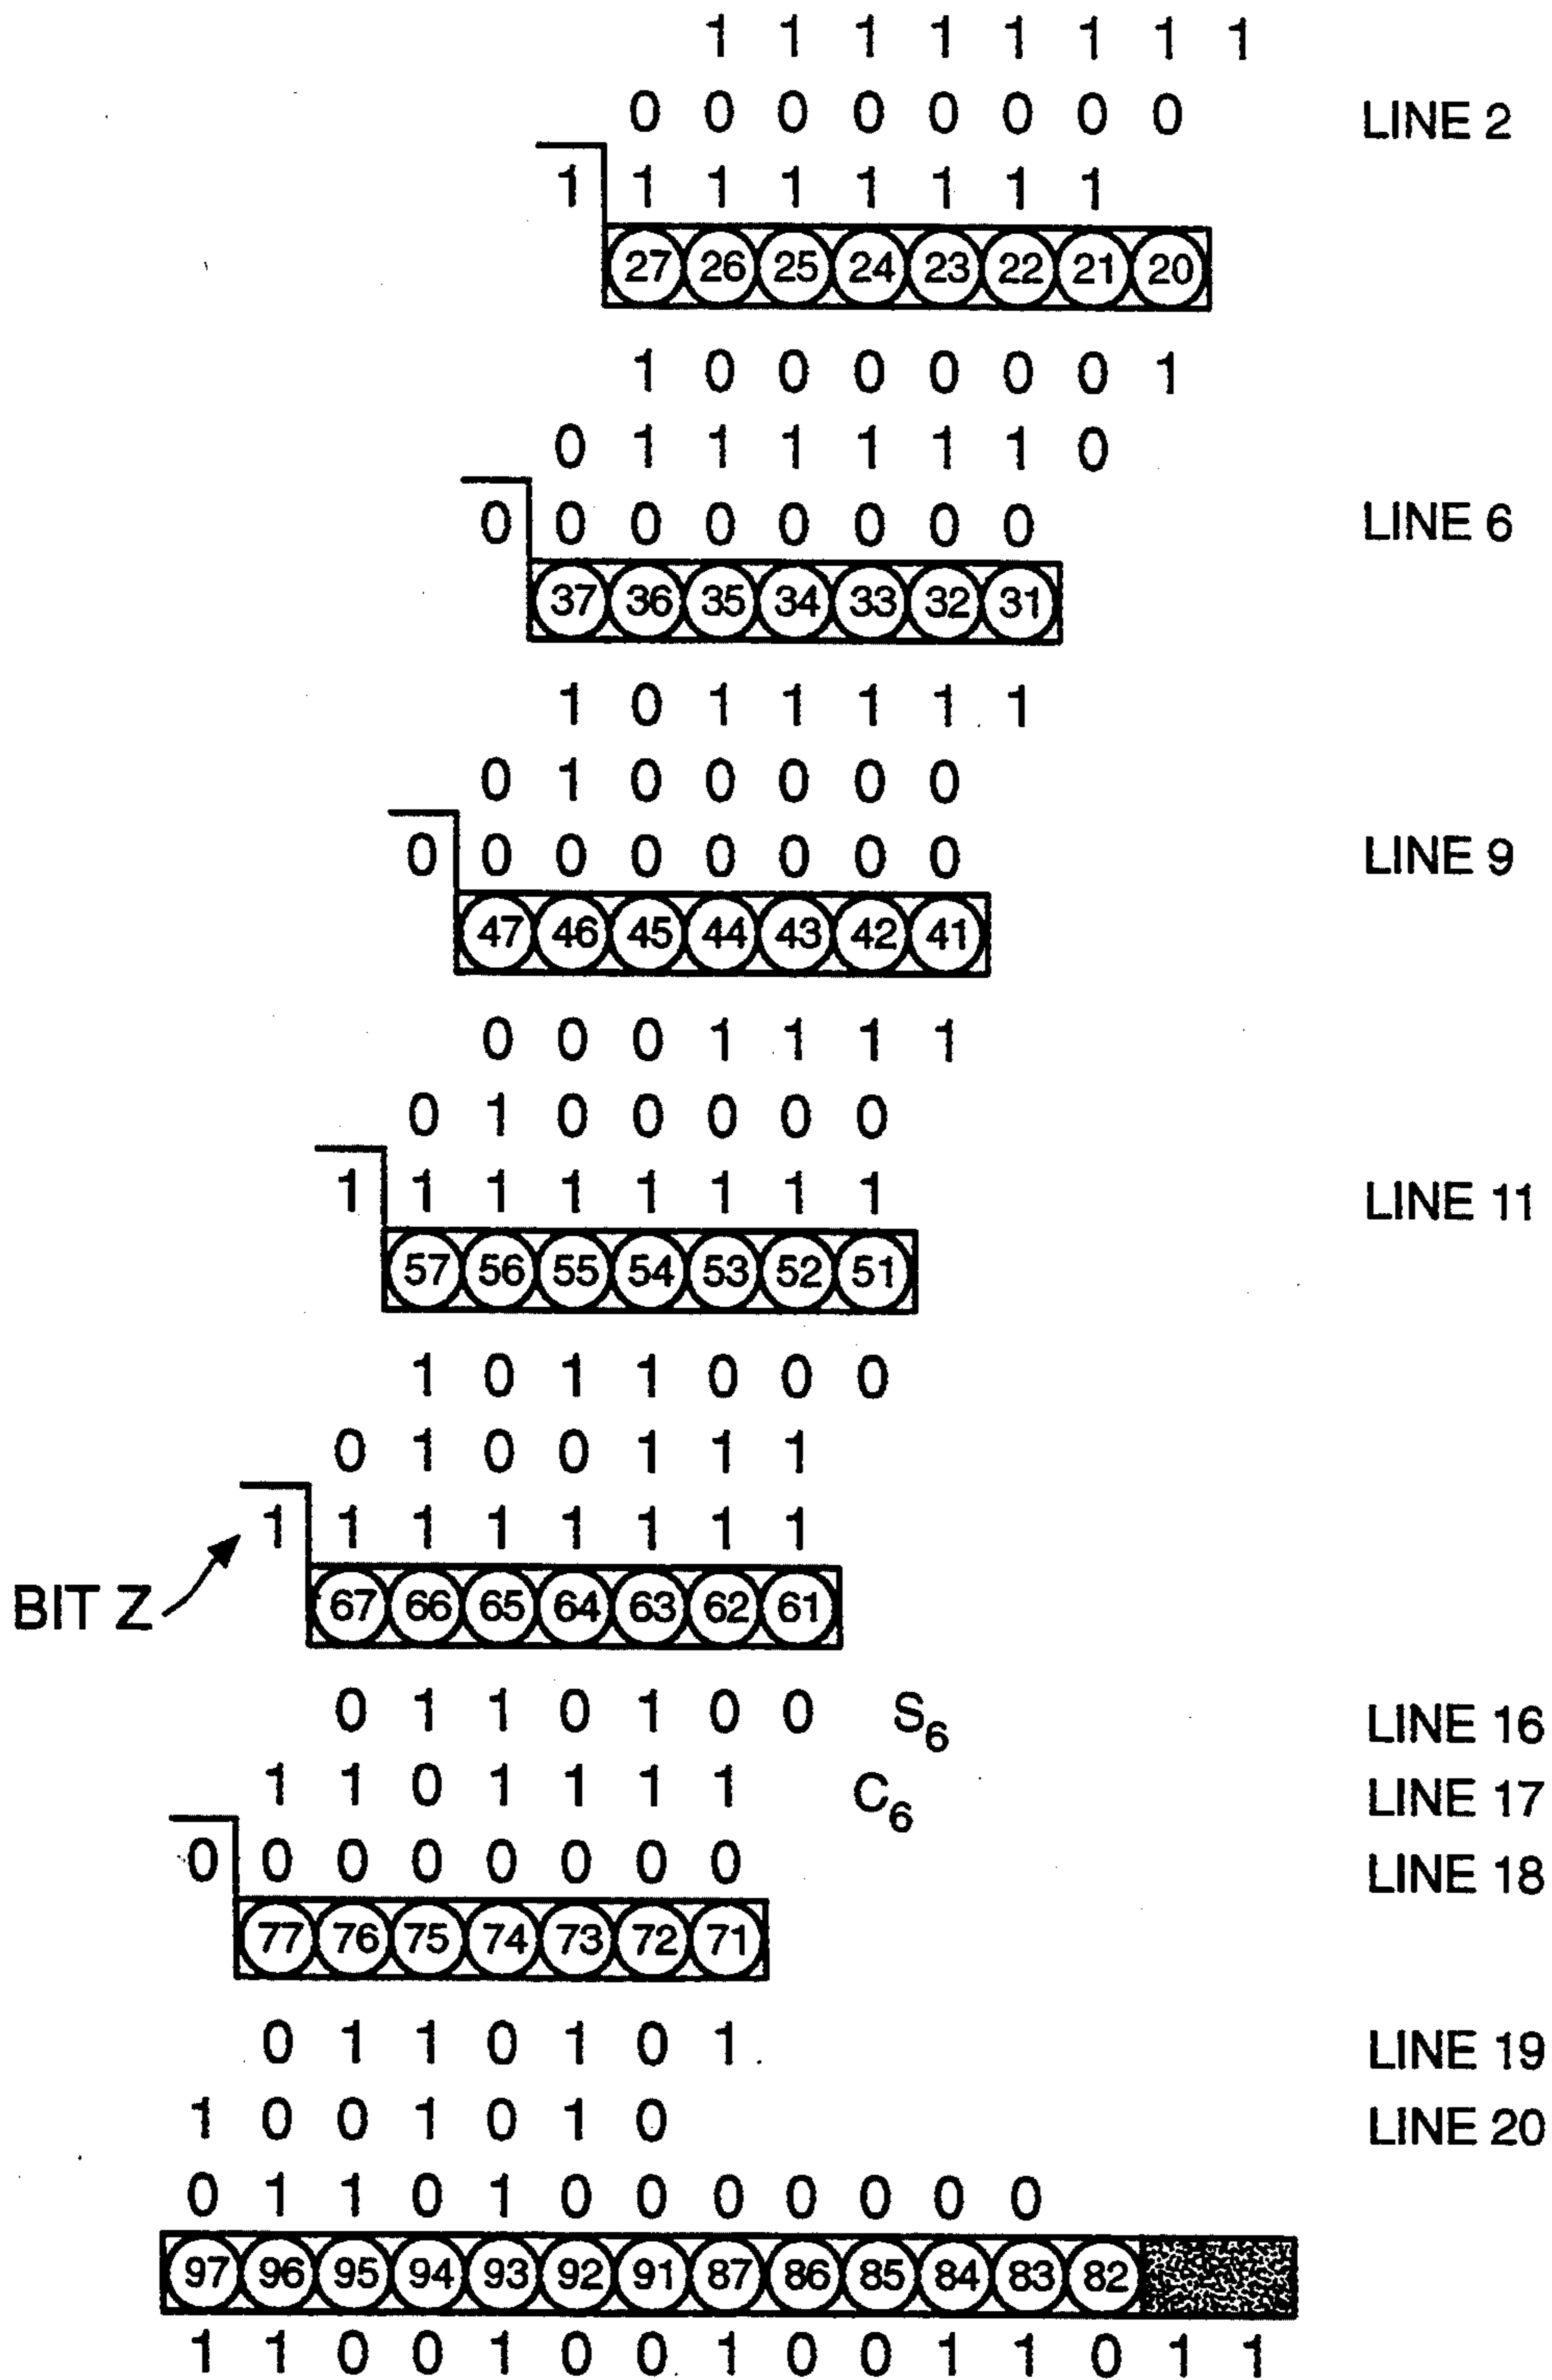 1 1 1 1 1 1 1 1
0 0 0 0 0 0 0 0 LINE 2
1 1 1 1 1 1 1 1
27 26 25 24 23 22 21 20
1 0 0 0 0 0 0 1
0 1 1 1 1 1 1 0
0 0 0 0 0 0 0 0 LINE 6
37 36 35 34 33 32 31
1 0 1 1 1 1 1
0 1 0 0 0 0 0
0 0 0 0 0 0 0 0 LINE 9
47 46 45 44 43 42 41
0 0 0 1 1 1 1
0 1 0 0 0 0 0
1 1 1 1 1 1 1 1 LINE 11
57 56 55 54 53 52 51
1 0 1 1 0 0 0
0 1 0 0 1 1 1
1 1 1 1 1 1 1 1
BIT Z 67 66 65 64 63 62 61
0 1 1 0 1 0 0 S6 LINE 16
1 1 0 1 1 1 1 C6 LINE 17
0 0 0 0 0 0 0 0 LINE 18
77 76 75 74 73 72 71
0 1 1 0 1 0 1 LINE 19
1 0 0 1 0 1 0 LINE 20
0 1 1 0 1 0 0 0 0 0 0 0
97 96 95 94 93 92 91 87 86 85 84 83 82
1 1 0 0 1 0 0 1 0 0 1 1 0 1 1